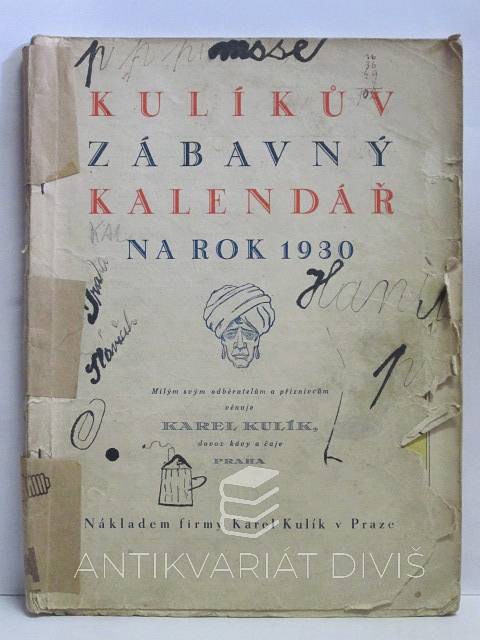 KULÍKŮV
ZÁBAVNÝ
KALENDÁŘ
KAL
NA ROK 1930
Milým svým odběratelům a příznivcům
věnuje
KAREL KULÍK,
dovoz kávy a čaje
PRAHA
Nákladem firmy Karel Kulík v Praze
ANTIKVARIÁT DIVIŠ